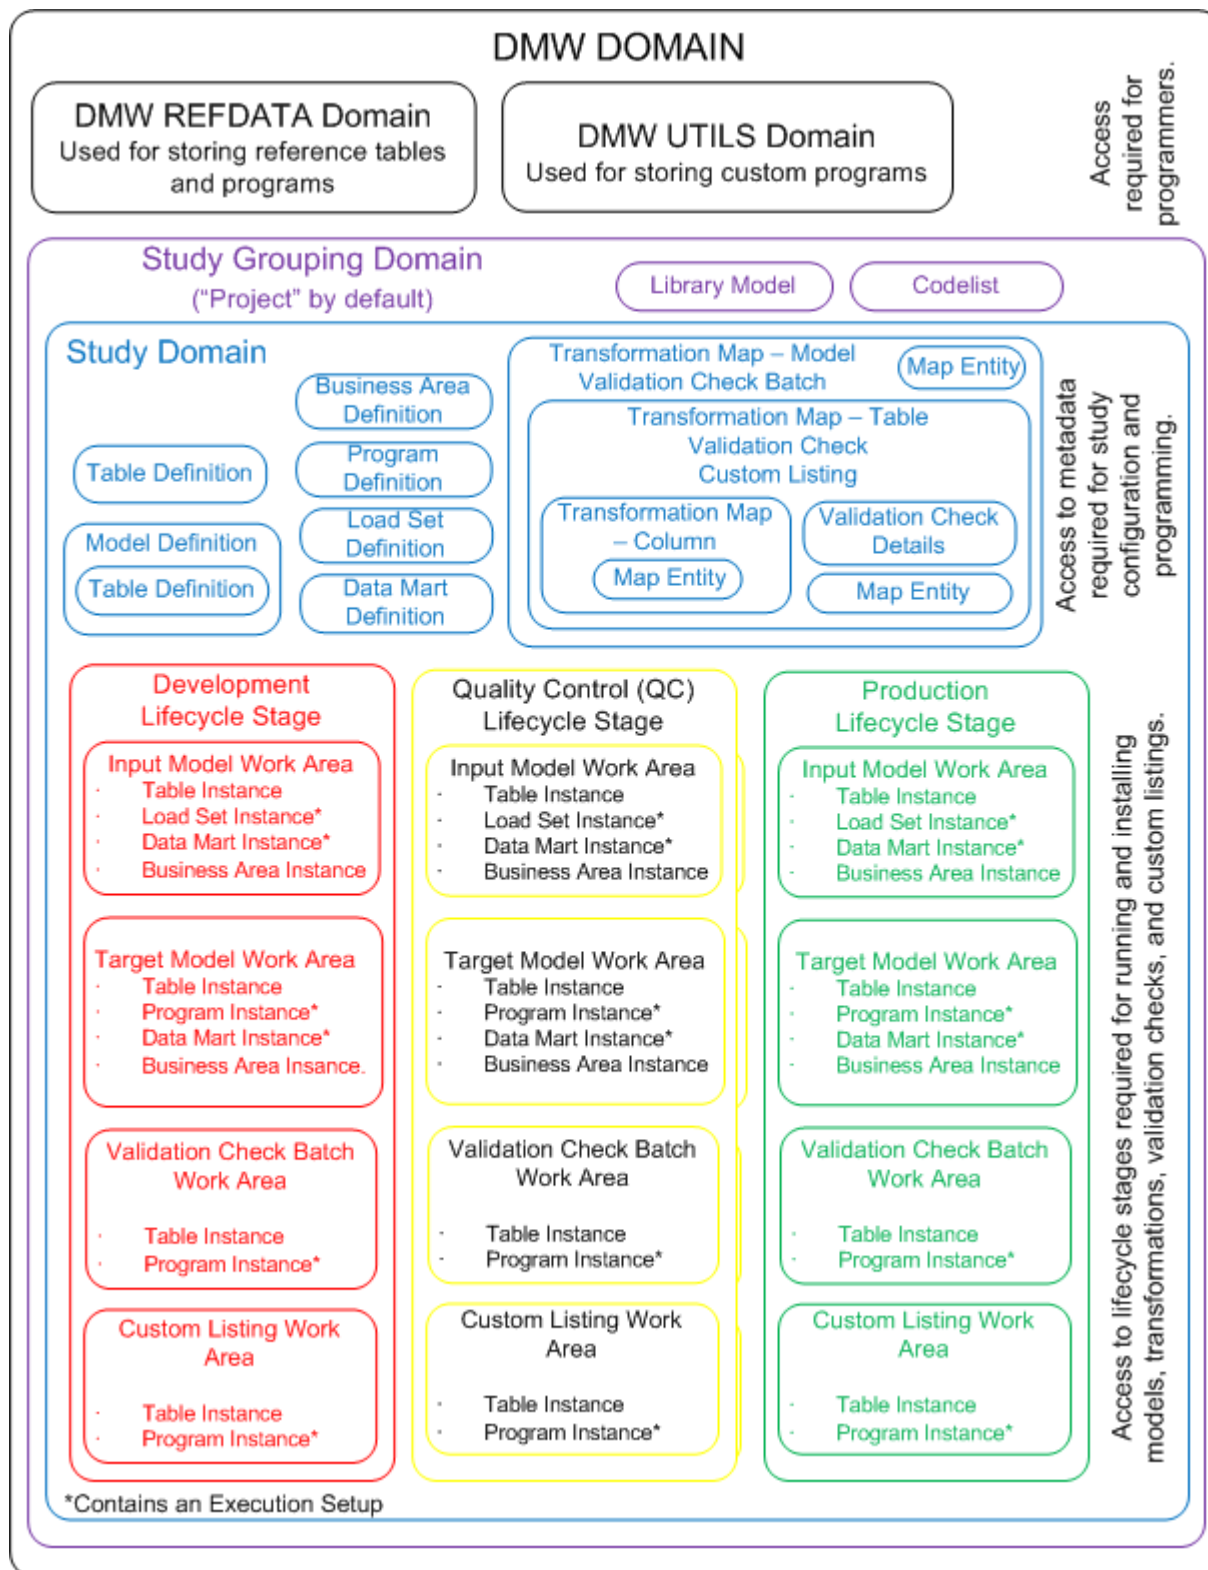 DMW DOMAIN
DMW REFDATA Domain
Used for storing reference tables
and programs
DMW UTILS Domain
Used for storing custom programs
Access
required for
programmers.
Study Grouping Domain
(“Project” by default)
Library Model
Codelist
Study Domain
Business Area
Definition
Table Definition
Program
Definition
Model Definition
Table Definition
Load Set
Definition
Data Mart
Definition
Transformation Map – Model
Validation Check Batch
Map Entity
Transformation Map – Table
Validation Check
Custom Listing
Transformation Map
– Column
Map Entity
Validation Check
Details
Map Entity
Access to metadata
required for study
configuration and
programming.
Development
Lifecycle Stage
Input Model Work Area
· Table Instance
· Load Set Instance*
· Data Mart Instance*
· Business Area Instance
Target Model Work Area
· Table Instance
· Program Instance*
· Data Mart Instance*
· Business Area Insance.
Validation Check Batch
Work Area
· Table Instance
· Program Instance*
Custom Listing Work
Area
· Table Instance
· Program Instance*
Quality Control (QC)
Lifecycle Stage
Input Model Work Area
· Table Instance
· Load Set Instance*
· Data Mart Instance*
· Business Area Instance
Target Model Work Area
· Table Instance
· Program Instance*
· Data Mart Instance*
· Business Area Instance
Validation Check Batch
Work Area
· Table Instance
· Program Instance*
Custom Listing Work
Area
· Table Instance
· Program Instance*
Production
Lifecycle Stage
Input Model Work Area
· Table Instance
· Load Set Instance*
· Data Mart Instance*
· Business Area Instance
Target Model Work Area
· Table Instance
· Program Instance*
· Data Mart Instance*
· Business Area Instance
Validation Check Batch
Work Area
· Table Instance
· Program Instance*
Custom Listing Work
Area
· Table Instance
· Program Instance*
Access to lifecycle stages required for running and installing
models, transformations, validation checks, and custom listings.
*Contains an Execution Setup